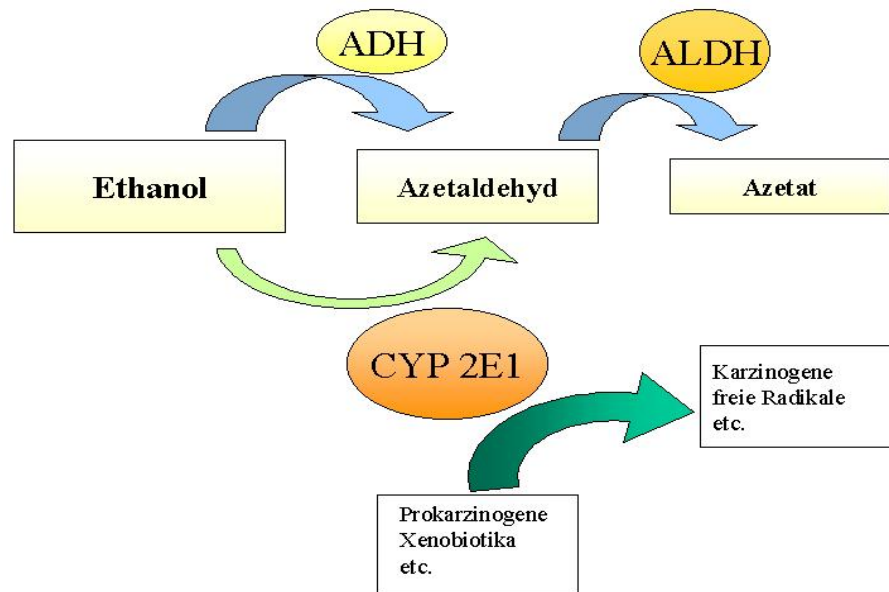 ADH
ALDH
Ethanol
Azetaldehyd
Azetat
CYP 2E1
Karzinogene
freie Radikale
etc.
Prokarzinogene
Xenobiotika
etc.